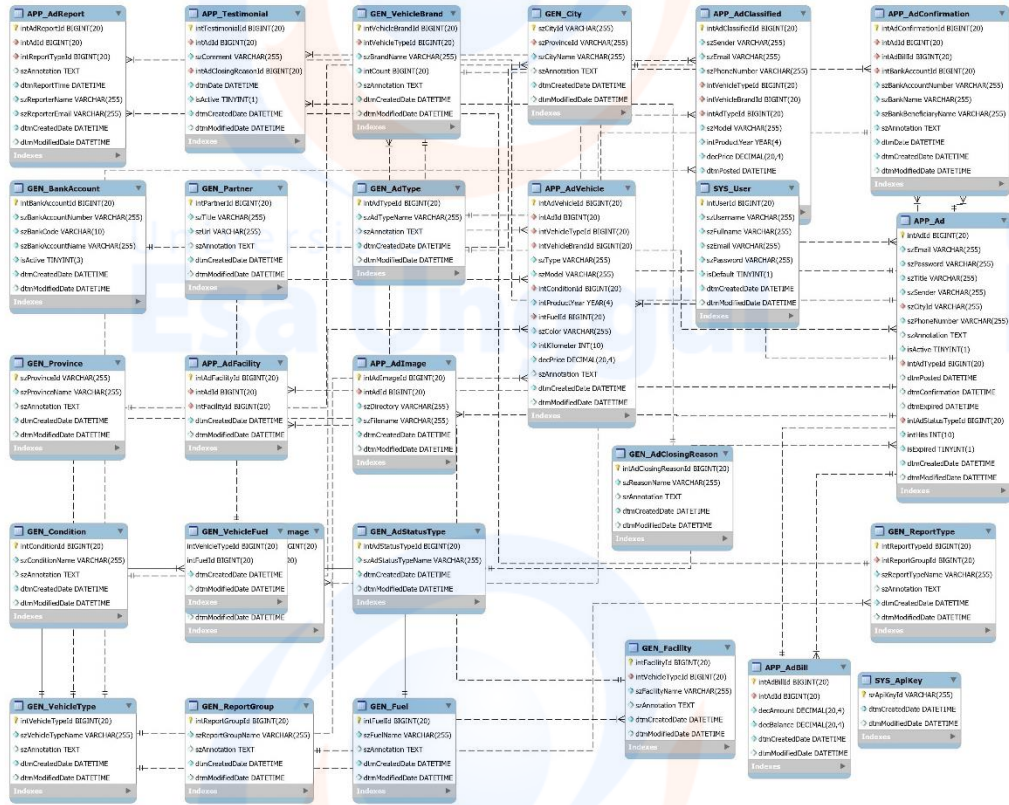 APP_AdReport
intAdReportId BIGINT(20)
intAdId BIGINT(20)
intReportTypeId BIGINT(20)
szAnnotation TEXT
dtmReportTime DATETIME
szReporterName VARCHAR(255)
szReporterEmail VARCHAR(255)
dtmCreatedDate DATETIME
dtmModifiedDate DATETIME
Indexes
APP_Testimonial
intTestimonialId BIGINT(20)
intAdId BIGINT(20)
szComment VARCHAR(255)
intAdClosingReasonId BIGINT(20)
dtmDate DATETIME
isActive TINYINT(1)
dtmCreatedDate DATETIME
dtmModifiedDate DATETIME
Indexes
GEN_VehicleBrand
intVehicleBrandId BIGINT(20)
intVehicleTypeId BIGINT(20)
szBrandName VARCHAR(255)
intCount BIGINT(20)
szAnnotation TEXT
dtmCreatedDate DATETIME
dtmModifiedDate DATETIME
Indexes
GEN_City
szCityId VARCHAR(255)
szProvinceId VARCHAR(255)
szCityName VARCHAR(255)
szAnnotation TEXT
dtmCreatedDate DATETIME
dtmModifiedDate DATETIME
Indexes
APP_AdClassified
intAdClassifiedId BIGINT(20)
szSender VARCHAR(255)
szEmail VARCHAR(255)
szPhoneNumber VARCHAR(255)
intVehicleTypeId BIGINT(20)
intVehicleBrandId BIGINT(20)
intAdTypeId BIGINT(20)
szModel VARCHAR(255)
intProductYear YEAR(4)
decPrice DECIMAL(20,4)
dtmPosted DATETIME
APP_AdConfirmation
intAdConfirmationId BIGINT(20)
intAdId BIGINT(20)
intAdBillId BIGINT(20)
intBankAccountId BIGINT(20)
szBankAccountNumber VARCHAR(255)
szBankName VARCHAR(255)
szBankBeneficiaryName VARCHAR(255)
szAnnotation TEXT
dtmDate DATETIME
dtmCreatedDate DATETIME
dtmModifiedDate DATETIME
Indexes
GEN_BankAccount
intBankAccountId BIGINT(20)
szBankAccountNumber VARCHAR(255)
szBankCode VARCHAR(10)
szBankAccountName VARCHAR(255)
isActive TINYINT(3)
dtmCreatedDate DATETIME
dtmModifiedDate DATETIME
Indexes
GEN_Partner
intPartnerId BIGINT(20)
szTitle VARCHAR(255)
szUrl VARCHAR(255)
szAnnotation TEXT
dtmCreatedDate DATETIME
dtmModifiedDate DATETIME
Indexes
GEN_AdType
intAdTypeId BIGINT(20)
szAdTypeName VARCHAR(255)
szAnnotation TEXT
dtmCreatedDate DATETIME
dtmModifiedDate DATETIME
Indexes
APP_AdVehicle
intAdVehicleId BIGINT(20)
intAdId BIGINT(20)
intVehicleTypeId BIGINT(20)
intVehicleBrandId BIGINT(20)
szType VARCHAR(255)
szModel VARCHAR(255)
intConditionId BIGINT(20)
intProductYear YEAR(4)
intFuelId BIGINT(20)
szColor VARCHAR(255)
intKilometer INT(10)
decPrice DECIMAL(20,4)
szAnnotation TEXT
dtmCreatedDate DATETIME
dtmModifiedDate DATETIME
Indexes
SYS_User
intUserId BIGINT(20)
szUsername VARCHAR(255)
szFullname VARCHAR(255)
szEmail VARCHAR(255)
szPassword VARCHAR(255)
isDefault TINYINT(1)
dtmCreatedDate DATETIME
dtmModifiedDate DATETIME
Indexes
APP_Ad
intAdId BIGINT(20)
szEmail VARCHAR(255)
szPassword VARCHAR(255)
szTitle VARCHAR(255)
szSender VARCHAR(255)
szCityId VARCHAR(255)
szPhoneNumber VARCHAR(255)
szAnnotation TEXT
isActive TINYINT(1)
intAdTypeId BIGINT(20)
dtmPosted DATETIME
dtmConfirmation DATETIME
dtmExpired DATETIME
intAdStatusTypeId BIGINT(20)
intHits INT(10)
isExpired TINYINT(1)
dtmCreatedDate DATETIME
dtmModifiedDate DATETIME
Indexes
Esa Unggul
GEN_Province
szProvinceId VARCHAR(255)
szProvinceName VARCHAR(255)
szAnnotation TEXT
dtmCreatedDate DATETIME
dtmModifiedDate DATETIME
Indexes
APP_AdFacility
intAdFacilityId BIGINT(20)
intAdId BIGINT(20)
intFacilityId BIGINT(20)
dtmCreatedDate DATETIME
dtmModifiedDate DATETIME
Indexes
APP_AdImage
intAdImageId BIGINT(20)
intAdId BIGINT(20)
szDirectory VARCHAR(255)
szFilename VARCHAR(255)
dtmCreatedDate DATETIME
dtmModifiedDate DATETIME
Indexes
GEN_AdClosingReason
intAdClosingReasonId BIGINT(20)
szReasonName VARCHAR(255)
szAnnotation TEXT
dtmCreatedDate DATETIME
dtmModifiedDate DATETIME
Indexes
GEN_Condition
intConditionId BIGINT(20)
szConditionName VARCHAR(255)
szAnnotation TEXT
dtmCreatedDate DATETIME
dtmModifiedDate DATETIME
Indexes
GEN_VehicleFuel
intVehicleTypeId BIGINT(20)
intFuelId BIGINT(20)
dtmCreatedDate DATETIME
dtmModifiedDate DATETIME
Indexes
mage
GINT(20)
20)
dtmModifiedDate DATETIME
Indexes
GEN_AdStatusType
intAdStatusTypeId BIGINT(20)
szAdStatusTypeName VARCHAR(255)
dtmCreatedDate DATETIME
dtmModifiedDate DATETIME
Indexes
GEN_ReportType
intReportTypeId BIGINT(20)
intReportGroupId BIGINT(20)
szReportTypeName VARCHAR(255)
szAnnotation TEXT
dtmCreatedDate DATETIME
dtmModifiedDate DATETIME
Indexes
GEN_Facility
intFacilityId BIGINT(20)
intVehicleTypeId BIGINT(20)
szFacilityName VARCHAR(255)
szAnnotation TEXT
dtmCreatedDate DATETIME
dtmModifiedDate DATETIME
Indexes
APP_AdBill
intAdBillId BIGINT(20)
intAdId BIGINT(20)
decAmount DECIMAL(20,4)
decBalance DECIMAL(20,4)
dtmCreatedDate DATETIME
dtmModifiedDate DATETIME
Indexes
SYS_ApiKey
szApiKeyId VARCHAR(255)
dtmCreatedDate DATETIME
dtmModifiedDate DATETIME
Indexes
GEN_VehicleType
intVehicleTypeId BIGINT(20)
szVehicleTypeName VARCHAR(255)
szAnnotation TEXT
dtmCreatedDate DATETIME
dtmModifiedDate DATETIME
Indexes
GEN_ReportGroup
intReportGroupId BIGINT(20)
szReportGroupName VARCHAR(255)
szAnnotation TEXT
dtmCreatedDate DATETIME
dtmModifiedDate DATETIME
Indexes
GEN_Fuel
intFuelId BIGINT(20)
szFuelName VARCHAR(255)
szAnnotation TEXT
dtmCreatedDate DATETIME
dtmModifiedDate DATETIME
Indexes